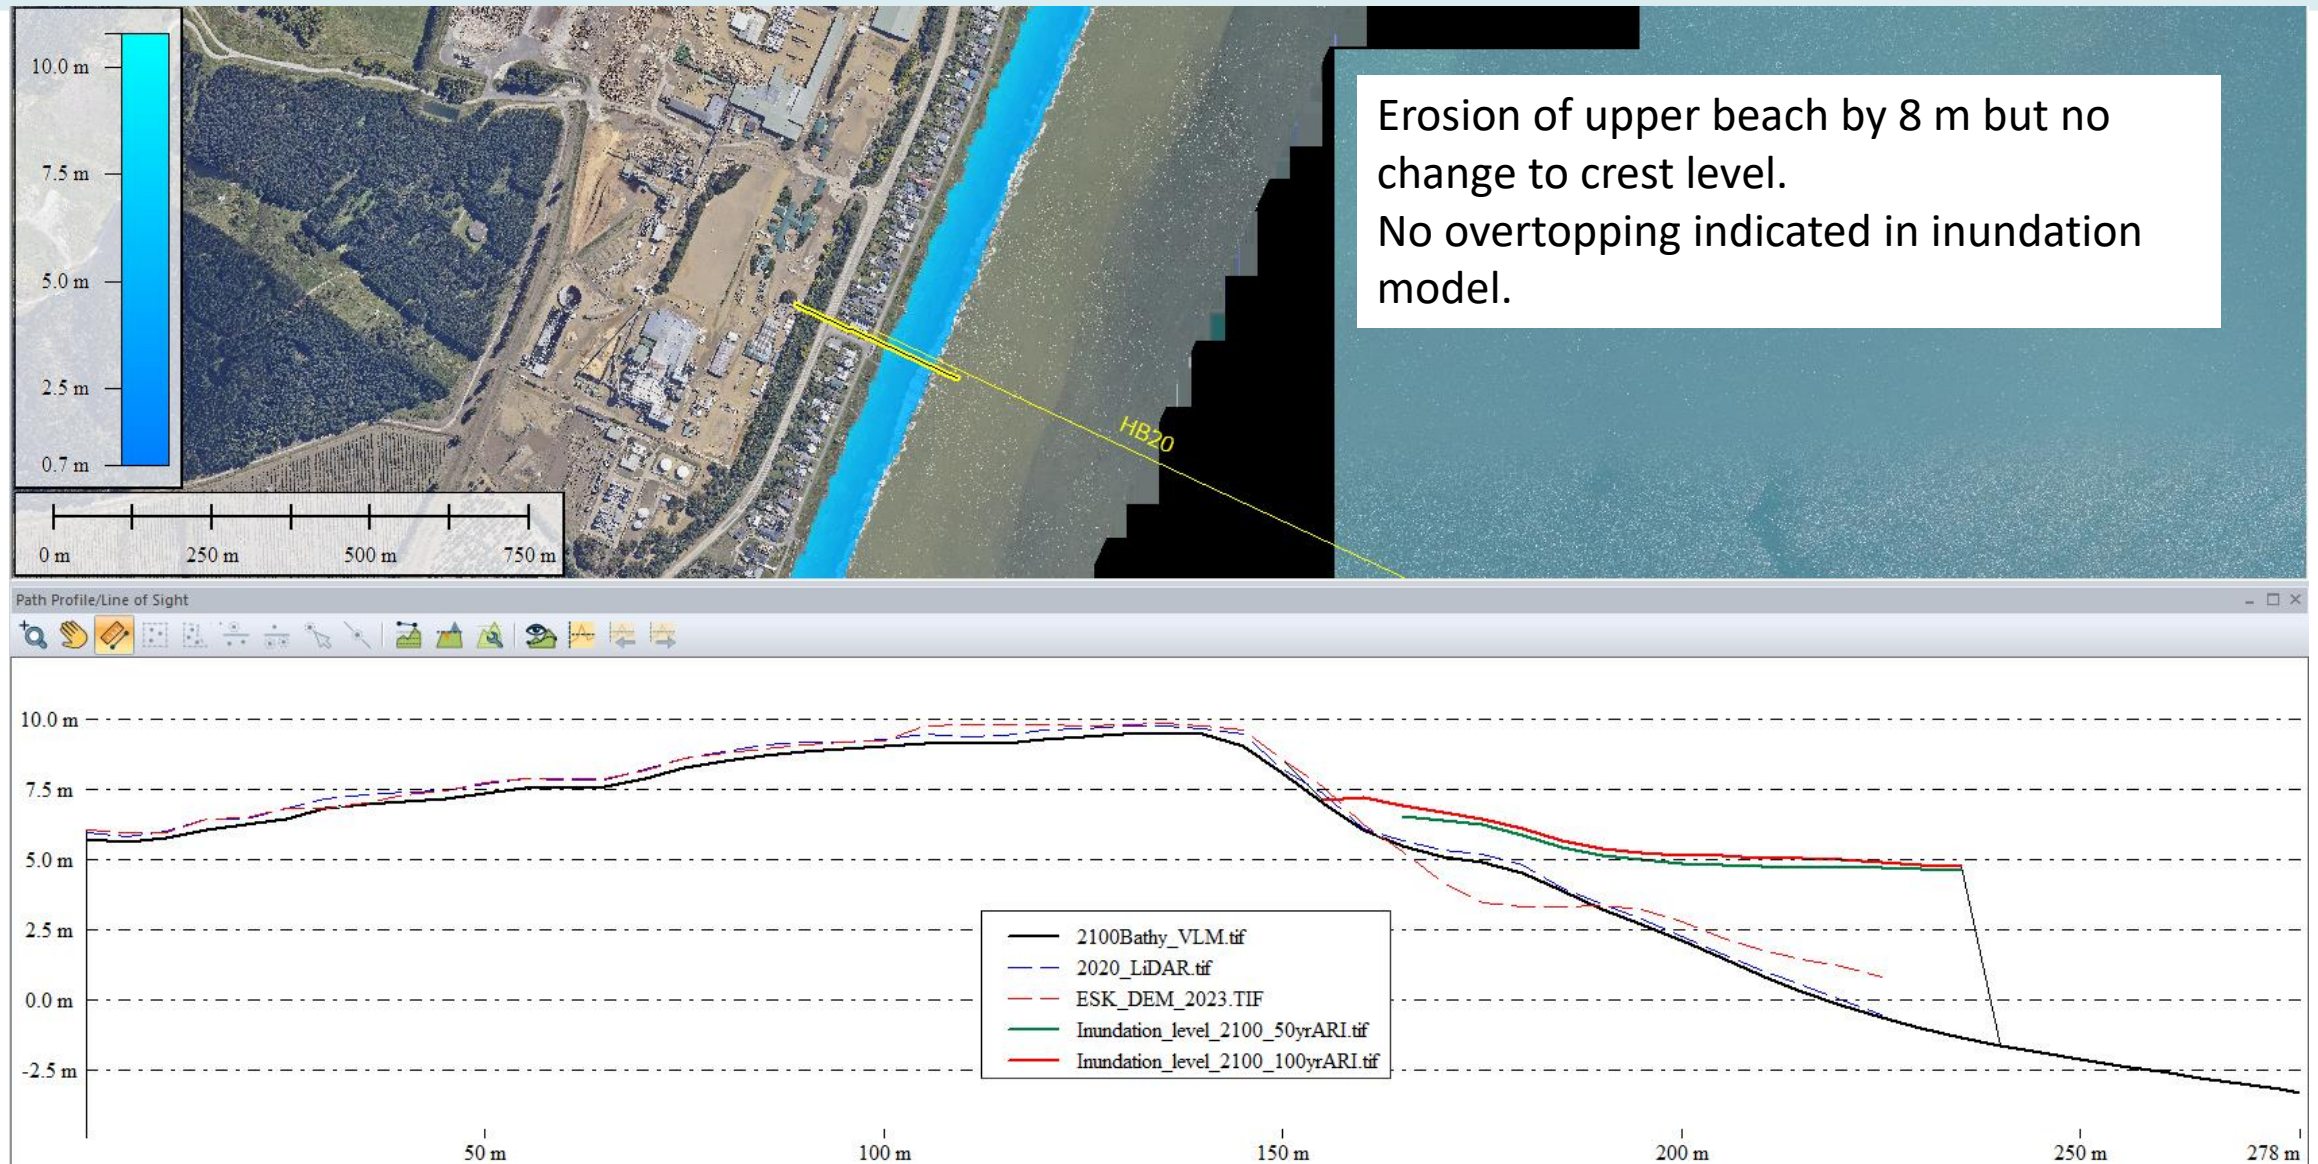 10.0 m
7.5 m
5.0 m
2.5 m
0.7 m
0 m 250 m 500 m 750 m
HB20
Erosion of upper beach by 8 m but no
change to crest level.
No overtopping indicated in inundation
model.
Path Profile/Line of Sight
10.0 m
7.5 m
5.0 m
2.5 m
0.0 m
-2.5 m
2100Bathy_VLM.tif
2020_LiDAR.tif
ESK_DEM_2023.TIF
Inundation_level_2100_50yrARI.tif
Inundation_level_2100_100yrARI.tif
50 m 100 m 150 m 200 m 250 m 278 m